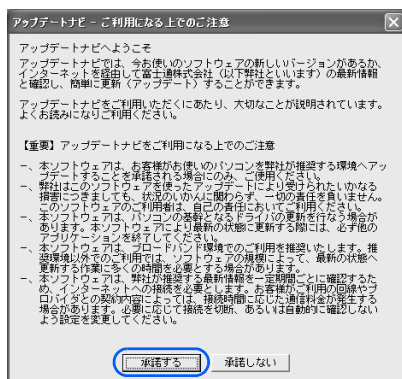 アップデートナビ - ご利用になる上でのご注意
アップデートナビへようこそ
アップデートナビでは、今お使いのソフトウェアの新しいバージョンがあるか、
インターネットを経由して富士通株式会社（以下弊社といいます）の最新情報
と確認し、簡単に更新（アップデート）することができます。
アップデートナビをご利用いただくにあたり、大切なことが説明されています。
よくお読みになりご利用ください。
【重要】アップデートナビをご利用になる上でのご注意
一、本ソフトウェアは、お客様がお使いのパソコンを弊社が推奨する環境へアッ
プデートすることを承諾される場合にのみ、ご使用ください。
一、弊社はこのソフトウェアを使ったアップデートにより受けられたいかなる
損害につきましても、状況のいかんに関わらず、一切の責任を負いません。
このソフトウェアのご利用者は、自己の責任においてご利用ください。
一、本ソフトウェアは、パソコンの基幹となるドライバの更新を行なう場合が
あります。本ソフトウェアにより最新の状態に更新する際には、必ず他の
アプリケーションを終了してください。
一、本ソフトウェアは、ブロードバンド環境でのご利用を推奨いたします。推
奨環境以外でのご利用では、ソフトウェアの規模によって、最新の状態へ
更新する作業に多くの時間を必要とする場合があります。
一、本ソフトウェアは、弊社が推奨する最新情報を一定期間ごとに確認するた
め、インターネットへの接続を必要とします。お客様がご利用の回線やプ
ロバイダとの契約内容によっては、接続時間に応じた通信料金が発生する
場合があります。必要に応じて接続を切断、あるいは自動的に確認しない
よう設定を変更してください。
承諾する 承諾しない